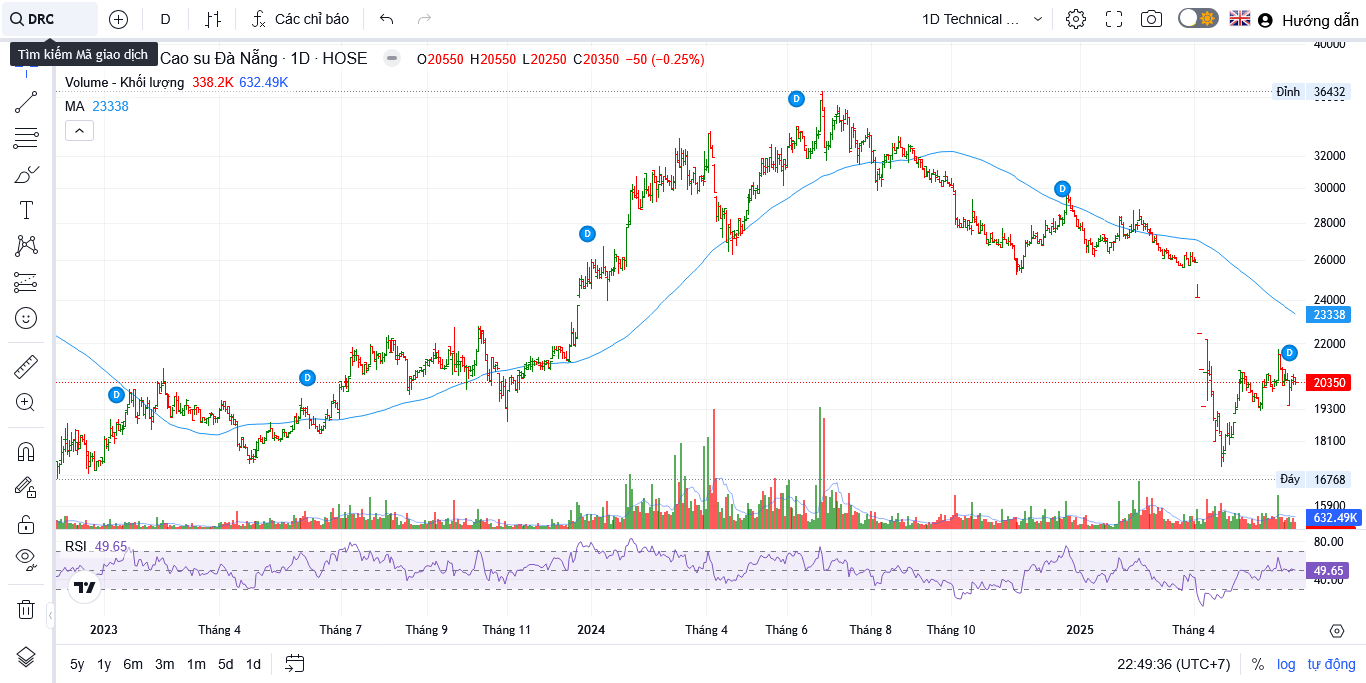 DRC
D
Các chỉ báo
1D Technical ...
Hướng dẫn
Tìm kiếm Mã giao dịch
Cao su Đà Nẵng · 1D · HOSE
O20550 H20550 L20250 C20350 −50 (−0.25%)
Volume - Khối lượng 338.2K 632.49K
MA 23338
40000
Đỉnh 36432
32000
30000
28000
26000
24000
23338
22000
20350
19300
18100
Đáy 16768
15900
632.49K
D
D
D
D
D
D
RSI 49.65
80.00
49.65
40.00
2023 Tháng 4 Tháng 7 Tháng 9 Tháng 11 2024 Tháng 4 Tháng 6 Tháng 8 Tháng 10 2025 Tháng 4
5y 1y 6m 3m 1m 5d 1d
22:49:36 (UTC+7) % log tự động